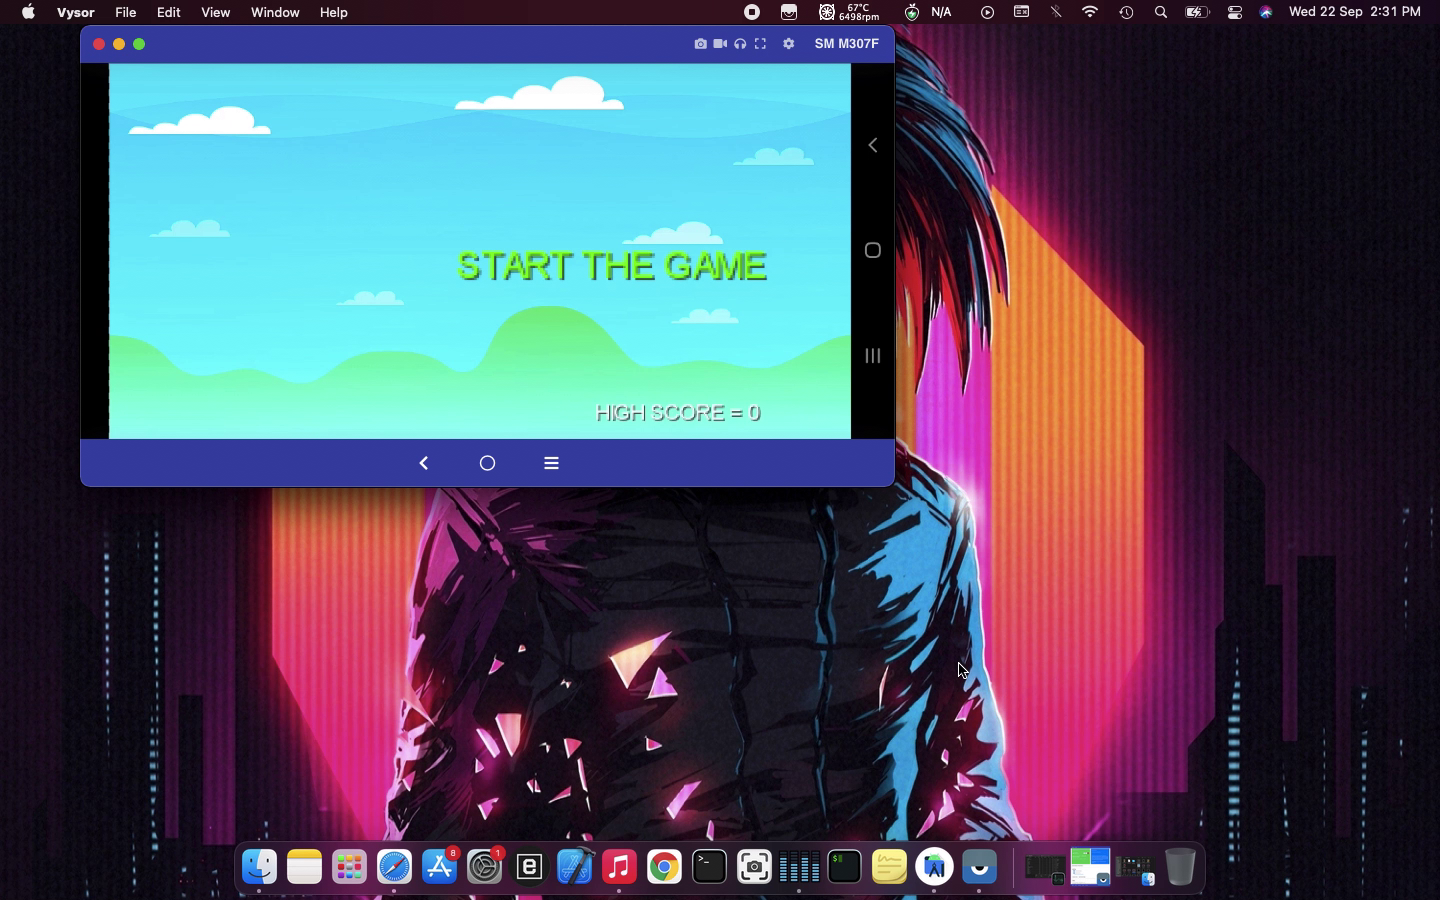 Vysor File Edit View Window Help 67°C 6498rpm N/A Wed 22 Sep 2:31 PM
SM M307F
START THE GAME
HIGH SCORE = 0
8
1